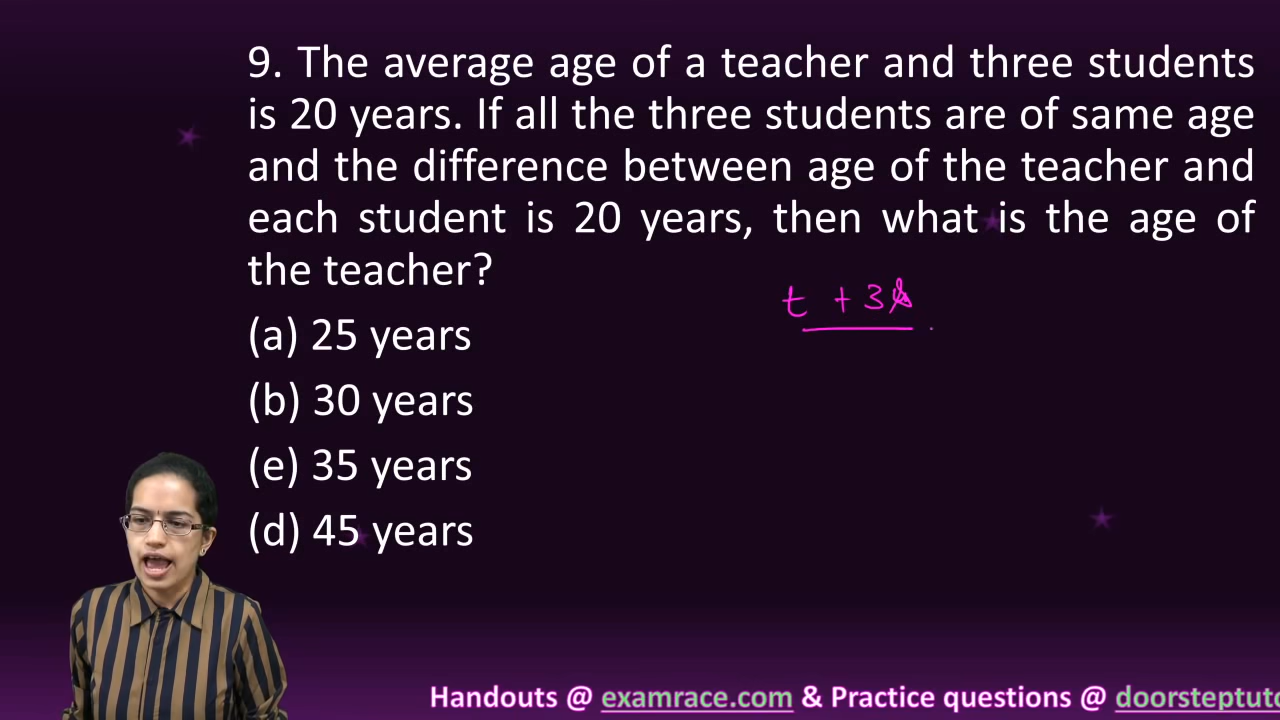 9. The average age of a teacher and three students
is 20 years. If all the three students are of same age
and the difference between age of the teacher and
each student is 20 years, then what is the age of
the teacher?
t + 3s
(a) 25 years
(b) 30 years
(e) 35 years
(d) 45 years
Handouts @ examrace.com & Practice questions @ doorsteptut